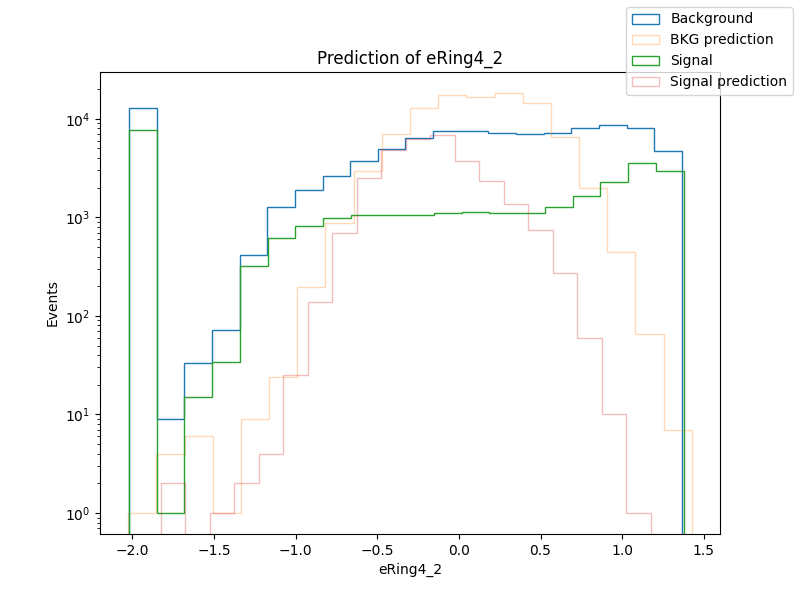 Prediction of eRing4_2
Background
BKG prediction
Signal
Signal prediction
Events
10⁴
10³
10²
10¹
10⁰
−2.0
−1.5
−1.0
−0.5
0.0
0.5
1.0
1.5
eRing4_2